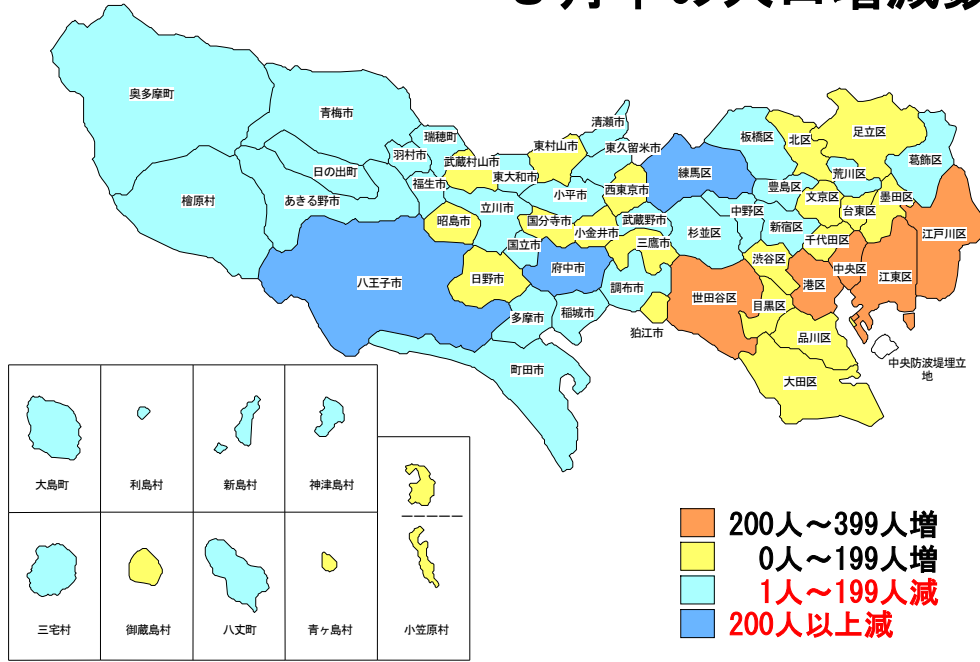 月中の人口増減数
奥多摩町
青梅市
瑞穂町
羽村市
日の出町
檜原村
あきる野市
福生市
武蔵村山市
東大和市
東村山市
清瀬市
東久留米市
小平市
西東京市
昭島市
立川市
国分寺市
小金井市
武蔵野市
国立市
三鷹市
八王子市
日野市
府中市
調布市
多摩市
稲城市
狛江市
町田市
練馬区
板橋区
北区
足立区
葛飾区
荒川区
豊島区
文京区
台東区
墨田区
中野区
杉並区
新宿区
千代田区
江戸川区
渋谷区
中央区
江東区
港区
世田谷区
目黒区
品川区
大田区
中央防波堤埋立
地
大島町
利島村
新島村
神津島村
三宅村
御蔵島村
八丈町
青ヶ島村
小笠原村
200人～399人増
0人～199人増
1人～199人減
200人以上減